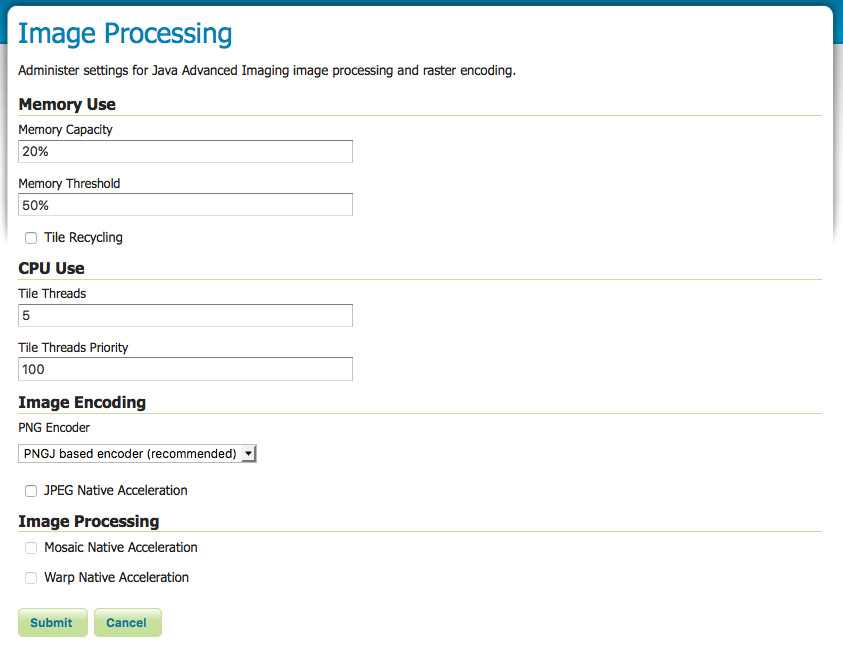 Image Processing
Administer settings for Java Advanced Imaging image processing and raster encoding.
Memory Use
Memory Capacity
20%
Memory Threshold
50%
Tile Recycling
CPU Use
Tile Threads
5
Tile Threads Priority
100
Image Encoding
PNG Encoder
PNGJ based encoder (recommended)
JPEG Native Acceleration
Image Processing
Mosaic Native Acceleration
Warp Native Acceleration
Submit Cancel